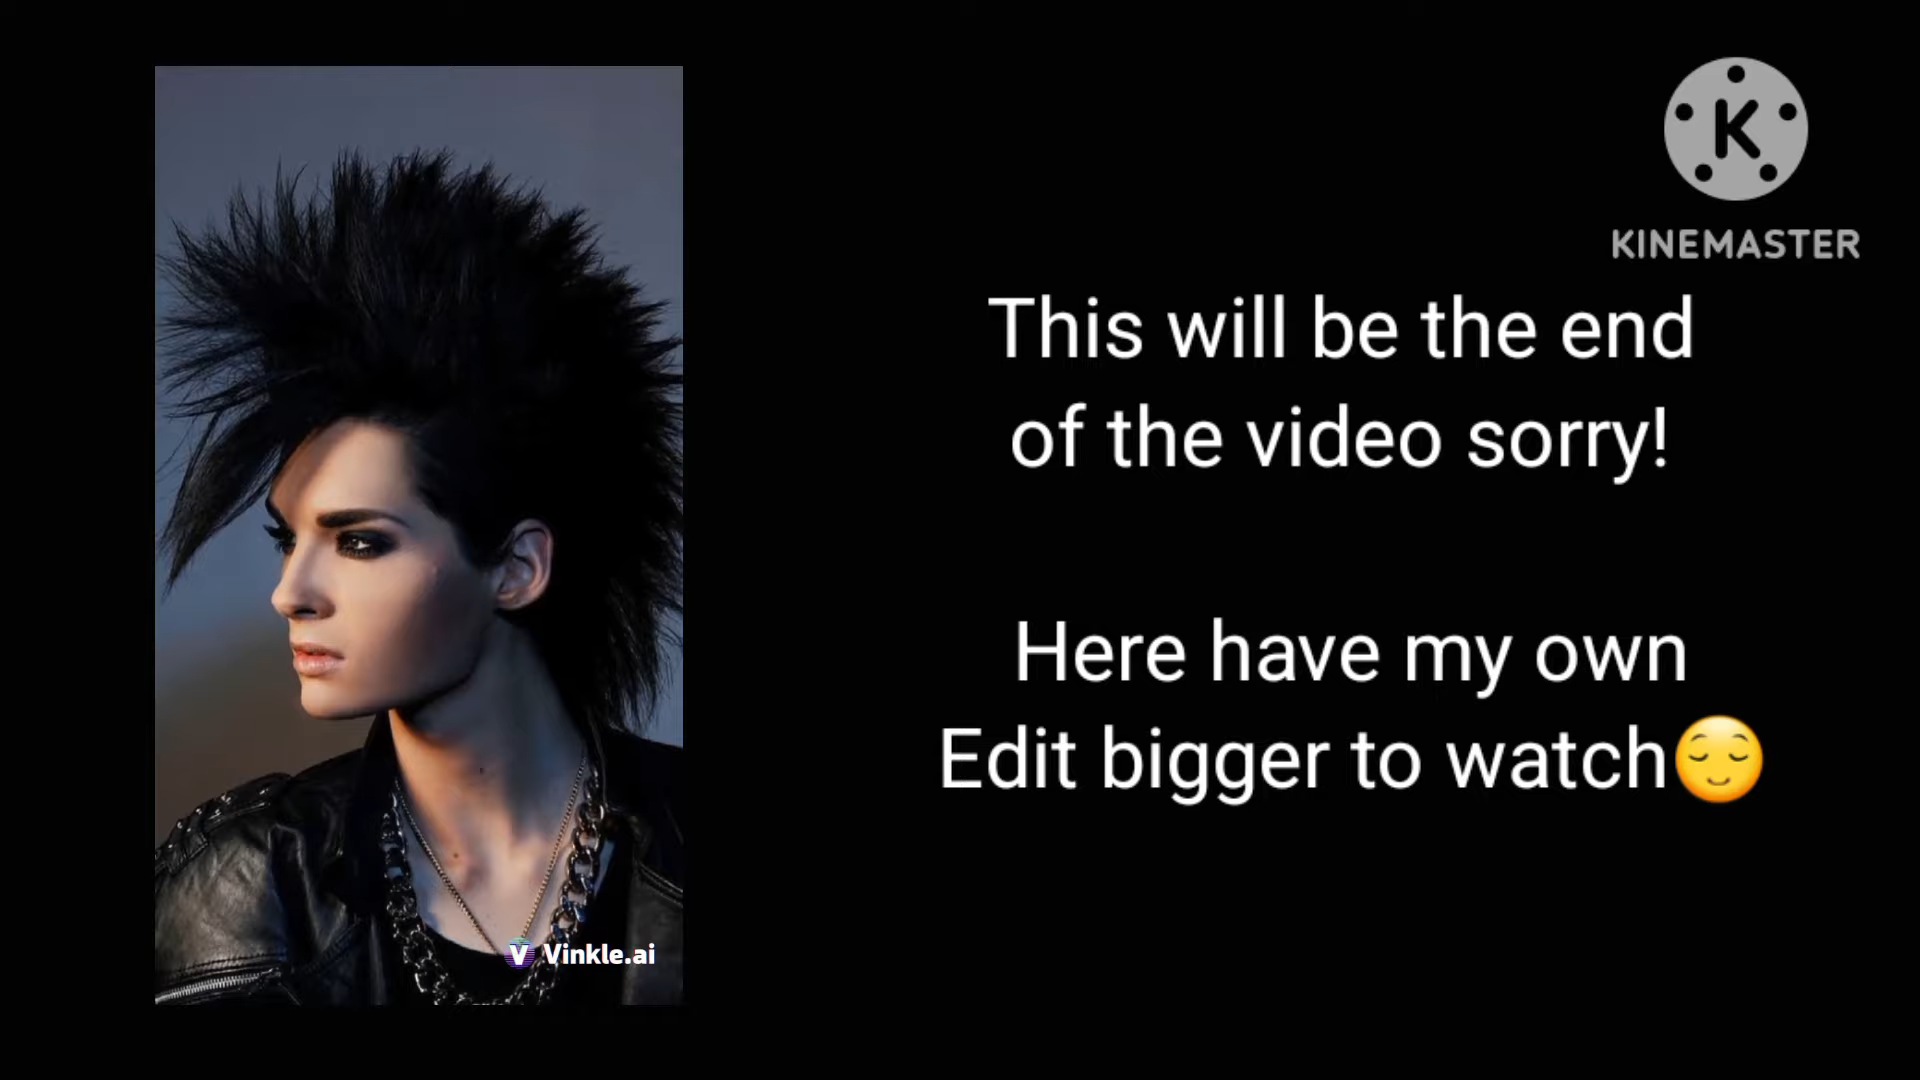 K
KINEMASTER
This will be the end
of the video sorry!
Here have my own
Edit bigger to watch😌
V Vinkle.ai